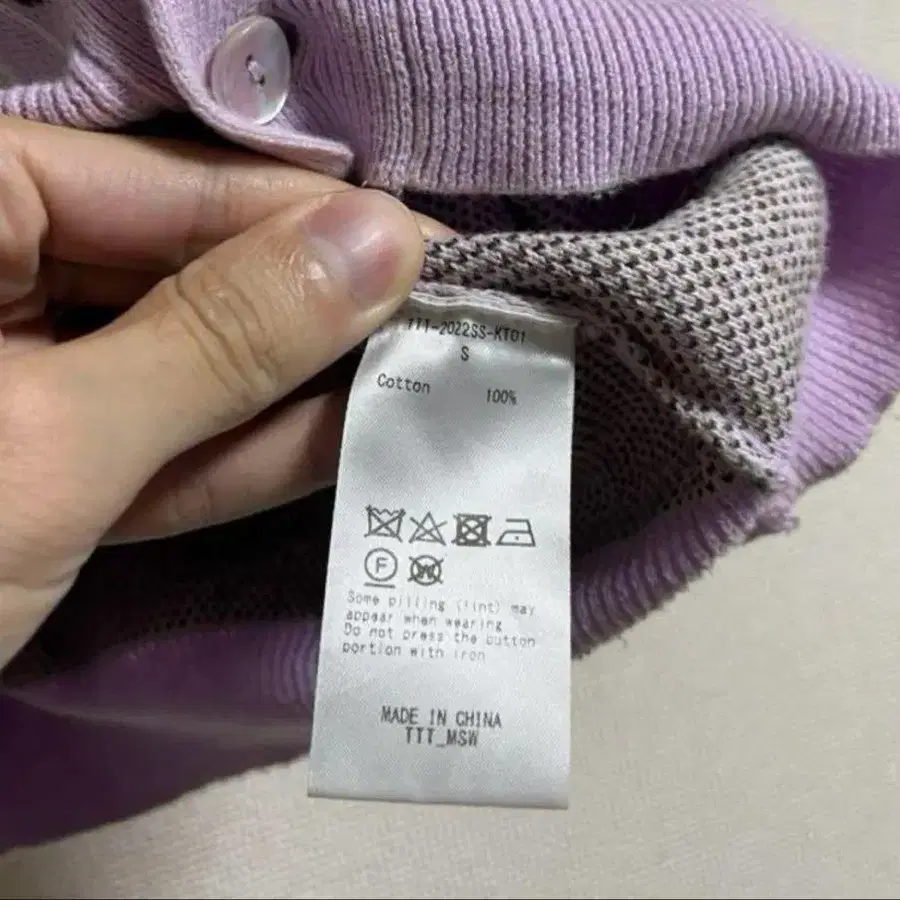 TTT-2022SS-KT01
S
Cotton 100%
F W
Some pilling (lint) may
appear when wearing
Do not press the button
portion with iron
MADE IN CHINA
TTT_MSW